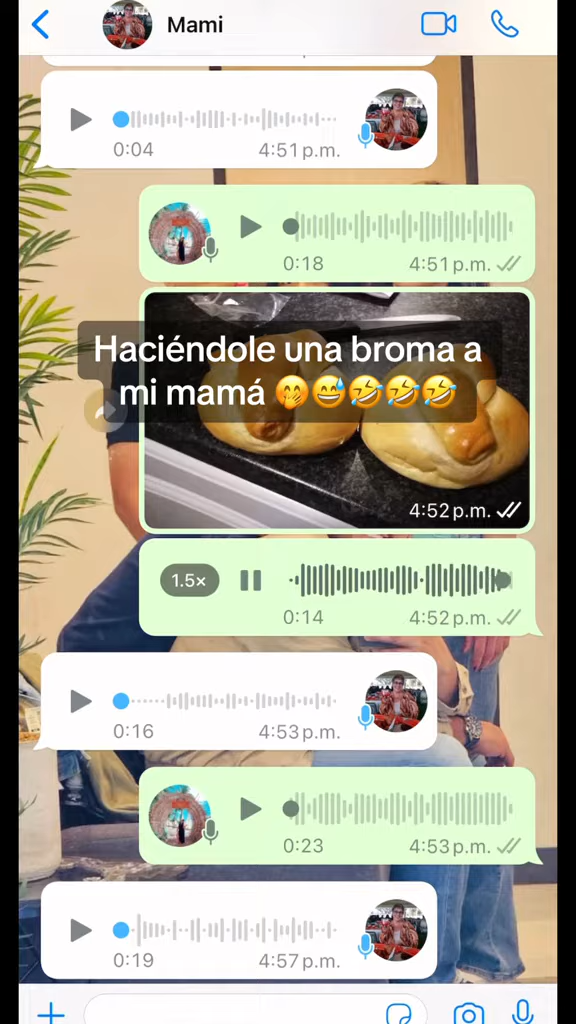 Mami
0:04 4:51 p.m.
0:18 4:51 p.m.
Haciéndole una broma a
mi mamá 🤭😅🤣🤣🤣
4:52 p.m.
1.5×
0:14 4:52 p.m.
0:16 4:53 p.m.
0:23 4:53 p.m.
0:19 4:57 p.m.